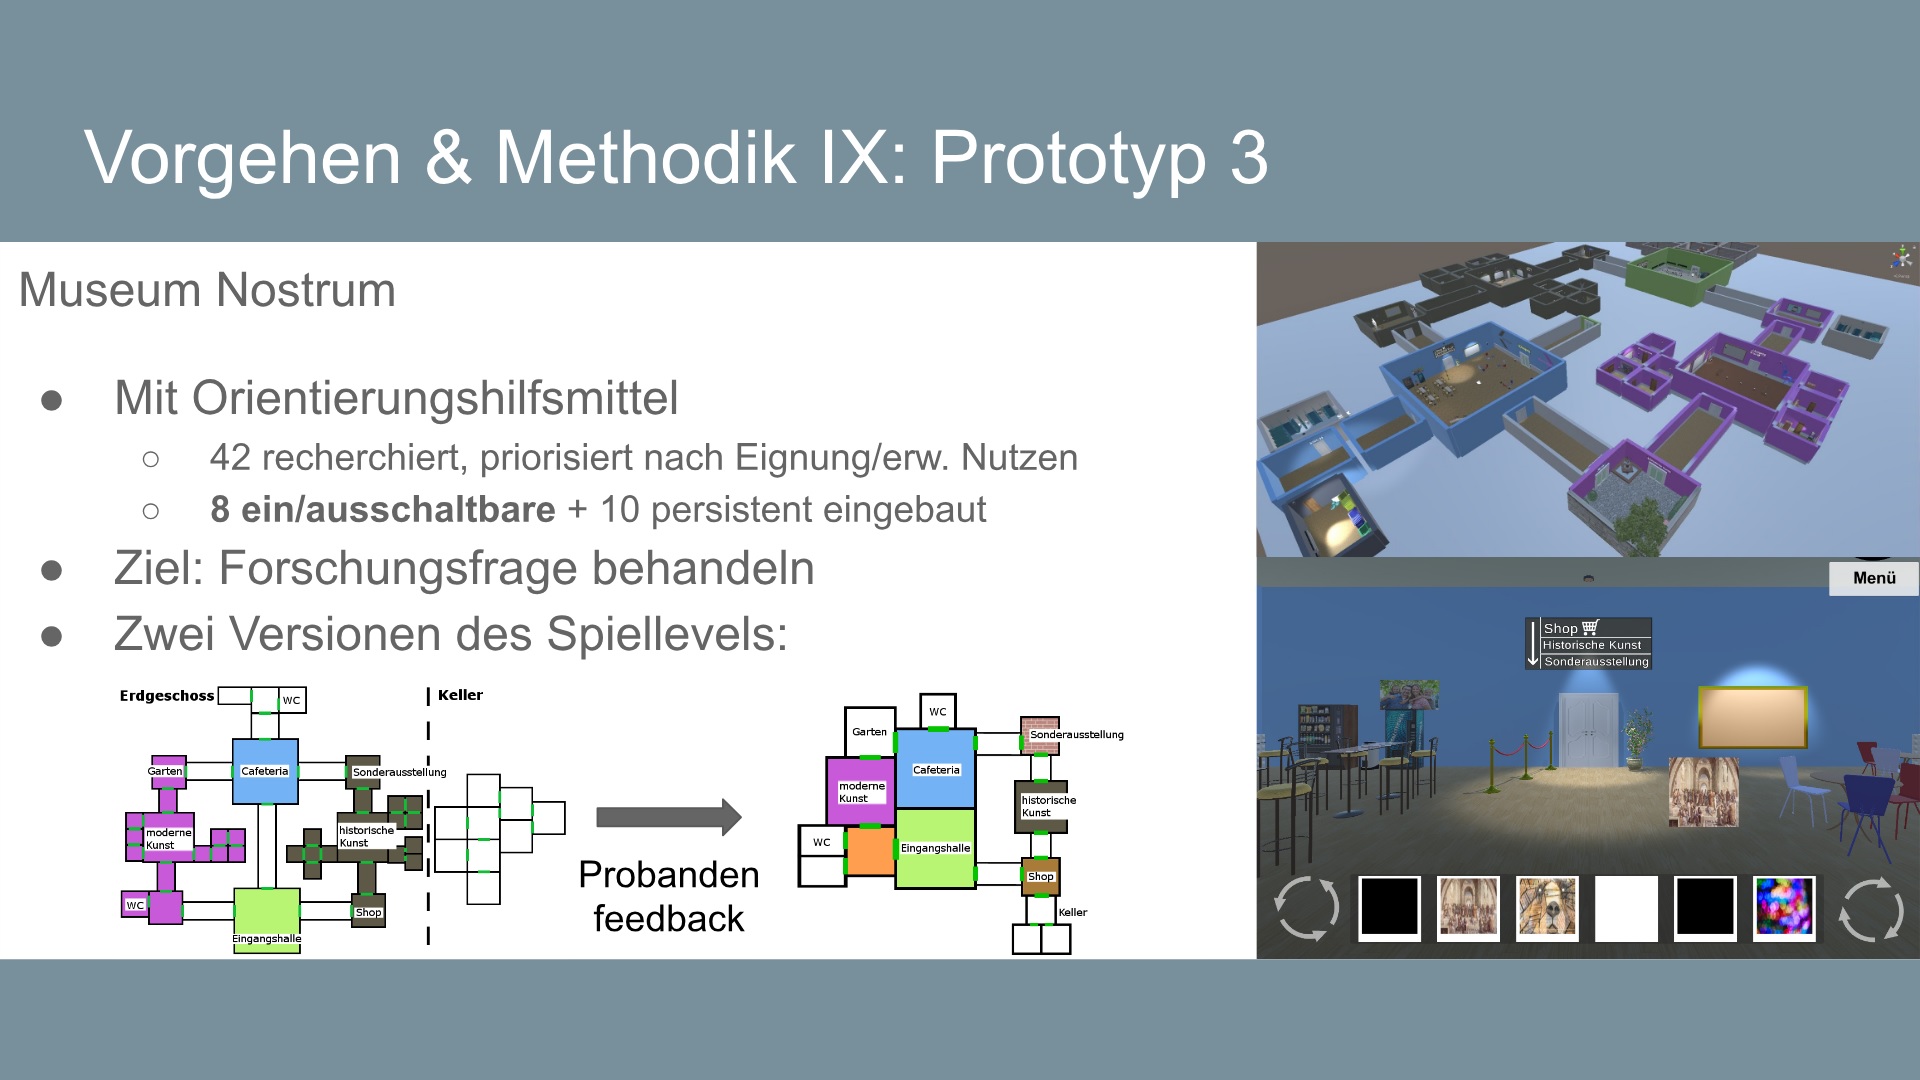 Vorgehen & Methodik IX: Prototyp 3
Museum Nostrum
● Mit Orientierungshilfsmittel
○ 42 recherchiert, priorisiert nach Eignung/erw. Nutzen
○ 8 ein/ausschaltbare + 10 persistent eingebaut
● Ziel: Forschungsfrage behandeln
● Zwei Versionen des Spiellevels:
Erdgeschoss
WC
Keller
Garten
Cafeteria
Sonderausstellung
moderne
Kunst
historische
Kunst
WC
Shop
Eingangshalle
Probanden
feedback
WC
Garten
Sonderausstellung
Cafeteria
moderne
Kunst
historische
Kunst
WC
Eingangshalle
Shop
Keller
Menü
Shop
Historische Kunst
Sonderausstellung